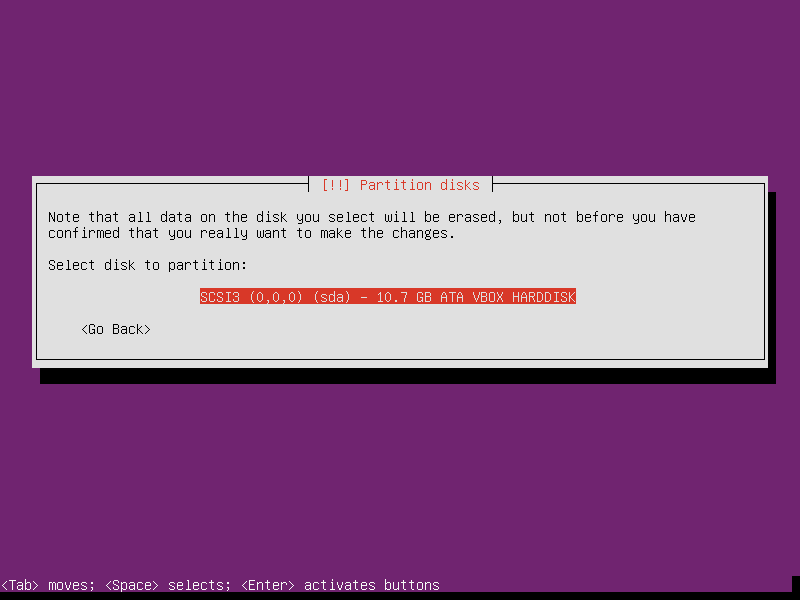 [!!] Partition disks
Note that all data on the disk you select will be erased, but not before you have
confirmed that you really want to make the changes.
Select disk to partition:
SCSI3 (0,0,0) (sda) - 10.7 GB ATA VBOX HARDDISK
<Go Back>
<Tab> moves; <Space> selects; <Enter> activates buttons